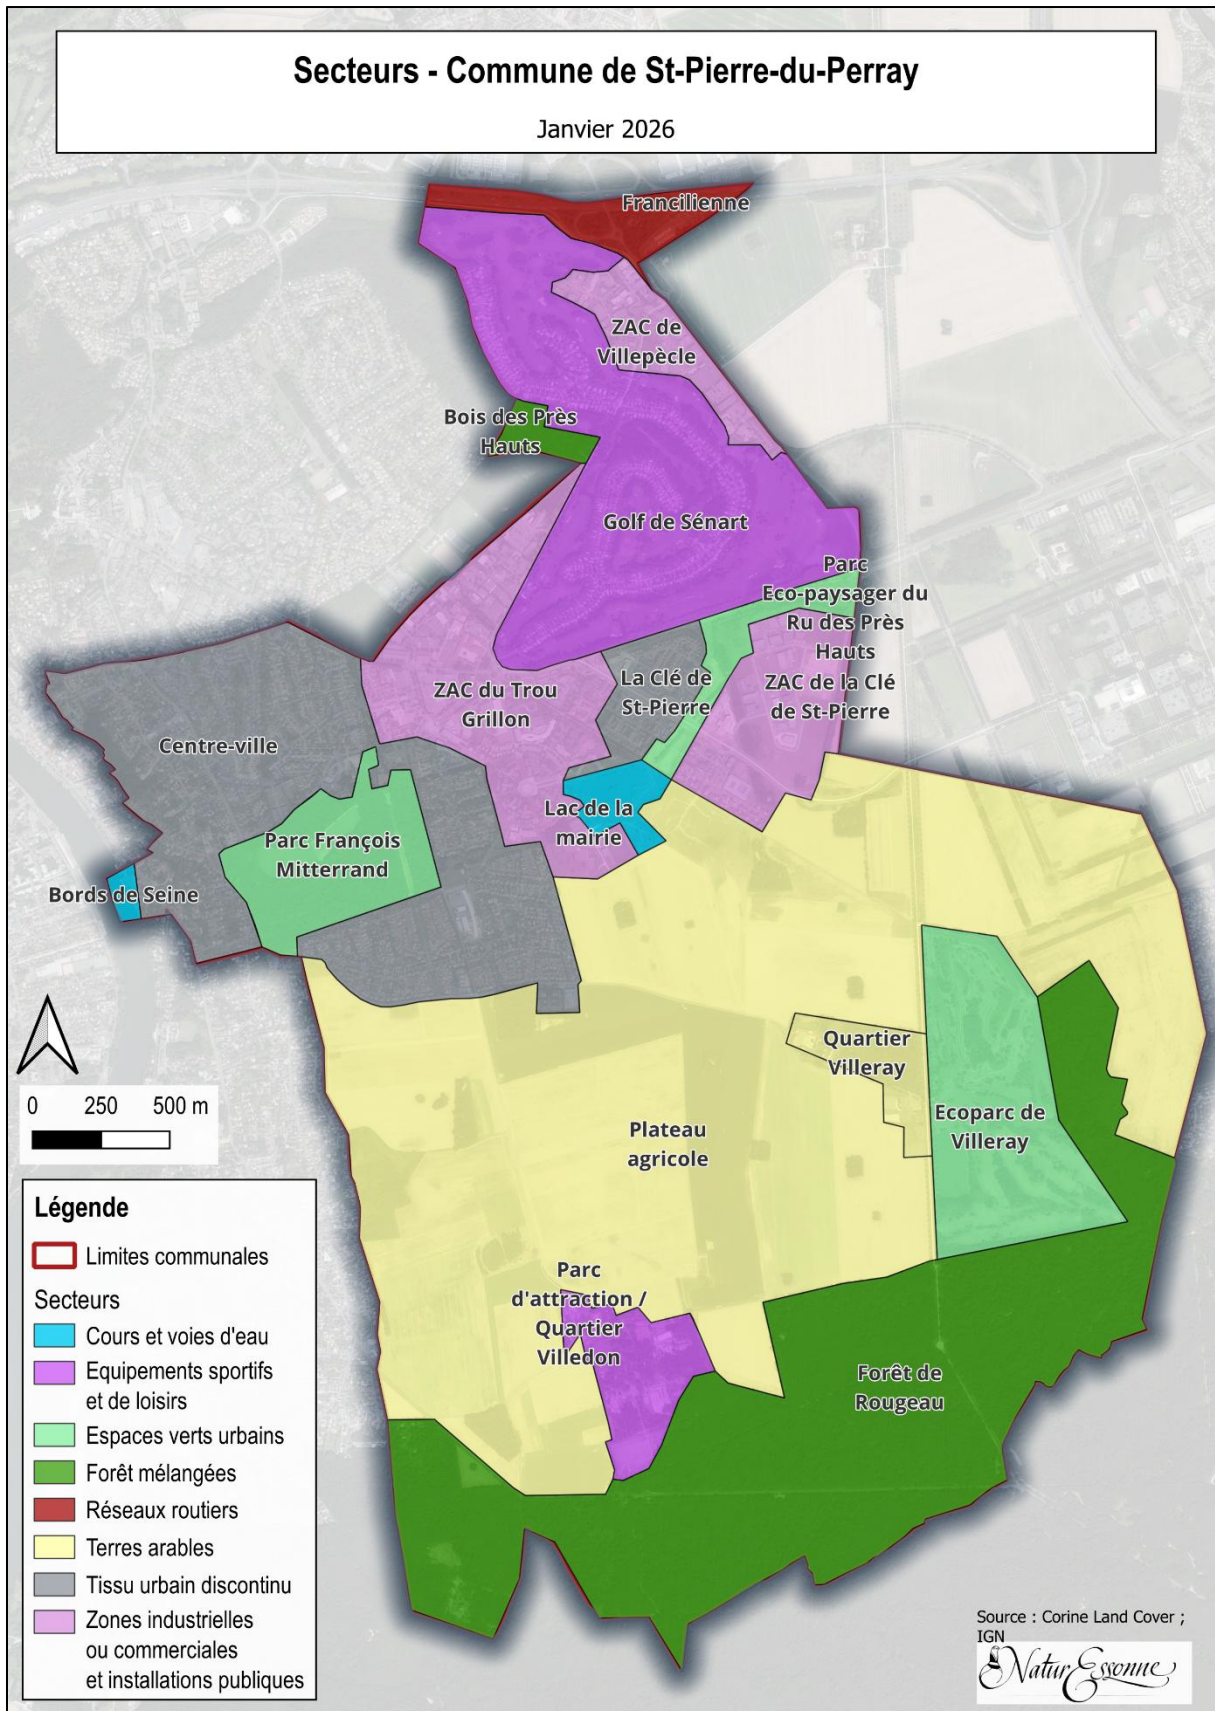 Secteurs - Commune de St-Pierre-du-Perray
Janvier 2026
Francilienne
ZAC de
Villepècle
Bois des Près
Hauts
Golf de Sénart
Parc
Eco-paysager du
Ru des Près
Hauts
ZAC de la Clé
de St-Pierre
La Clé de
St-Pierre
ZAC du Trou
Grillon
Centre-ville
Lac de la
mairie
Parc François
Mitterrand
Bords de Seine
Quartier
Villeray
Ecoparc de
Villeray
Plateau
agricole
Parc
d'attraction /
Quartier
Villedon
Forêt de
Rougeau
0 250 500 m
Légende
Limites communales
Secteurs
Cours et voies d'eau
Equipements sportifs
et de loisirs
Espaces verts urbains
Forêt mélangées
Réseaux routiers
Terres arables
Tissu urbain discontinu
Zones industrielles
ou commerciales
et installations publiques
Source : Corine Land Cover ;
IGN
NaturEssonne